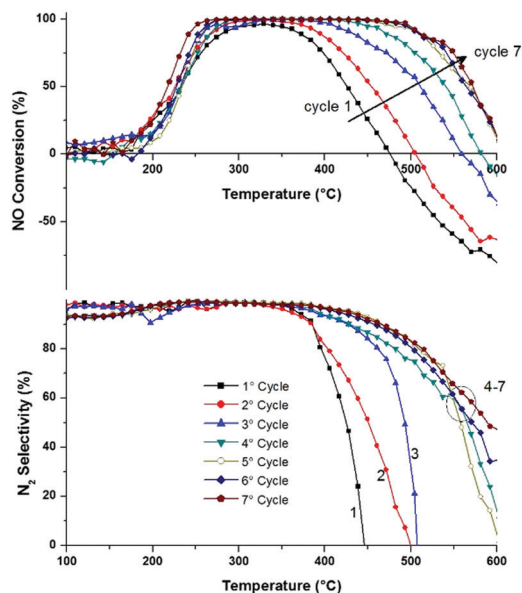 100
50
0
-50
NO Conversion (%)
cycle 1
cycle 7
200
300
400
500
600
Temperature (°C)
80
60
40
20
0
N₂ Selectivity (%)
1° Cycle
2° Cycle
3° Cycle
4° Cycle
5° Cycle
6° Cycle
7° Cycle
1
2
3
4-7
100
200
300
400
500
600
Temperature (°C)